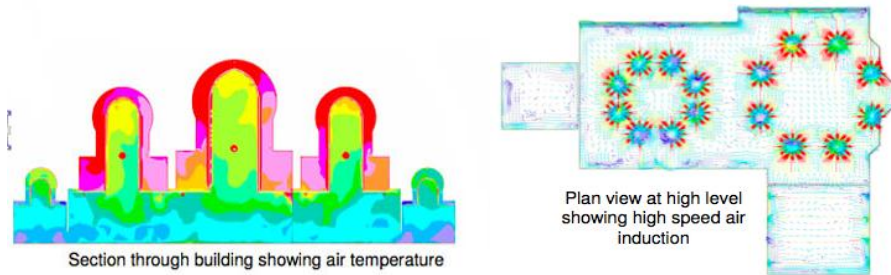 Section through building showing air temperature
Plan view at high level
showing high speed air
induction